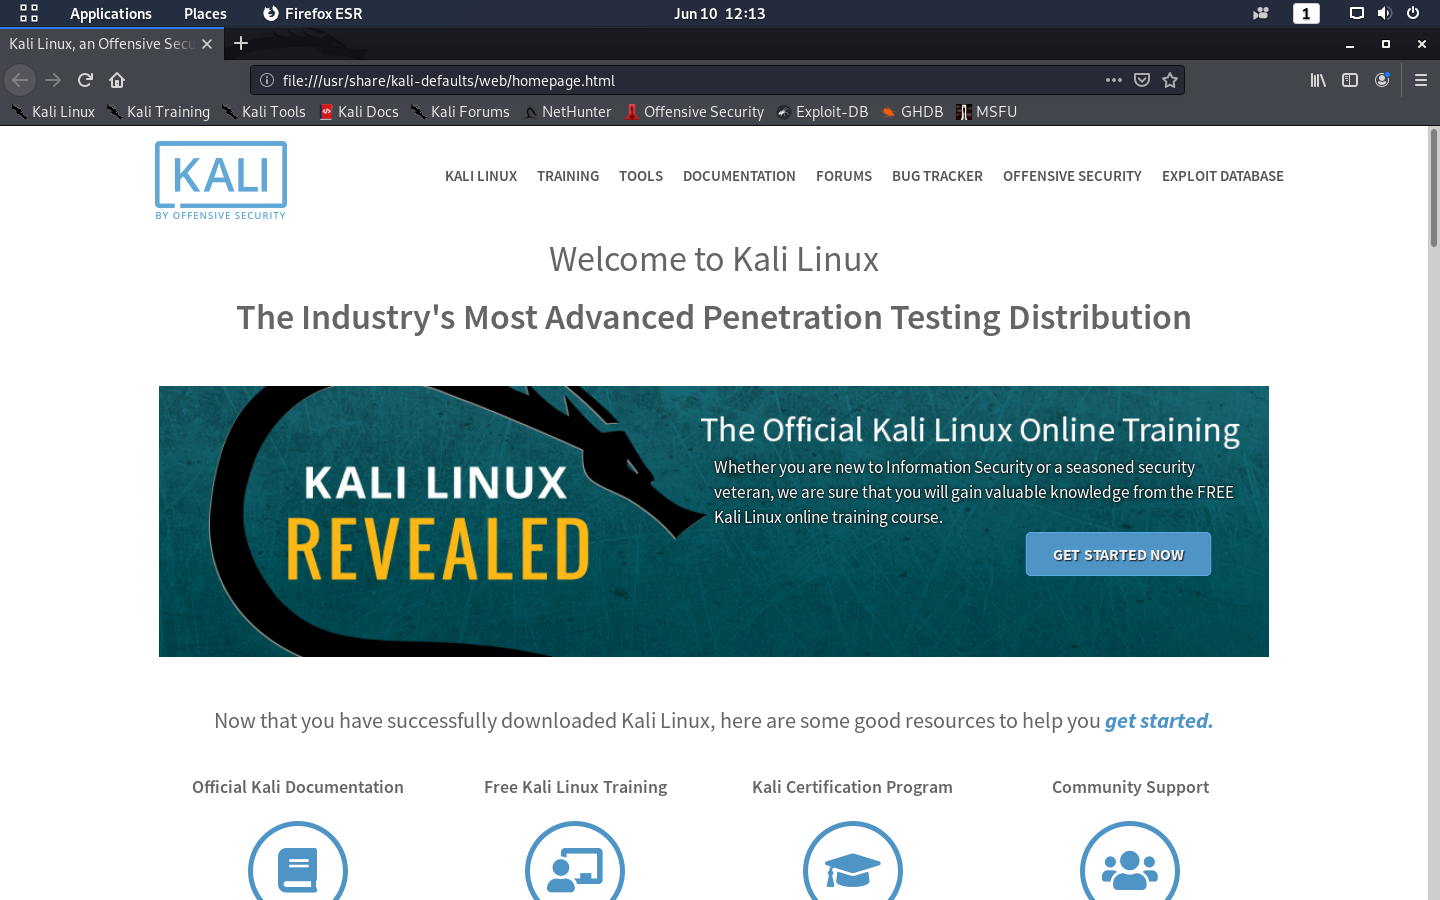 Applications Places Firefox ESR Jun 10 12:13 1
Kali Linux, an Offensive Secu
file:///usr/share/kali-defaults/web/homepage.html
Kali Linux Kali Training Kali Tools Kali Docs Kali Forums NetHunter Offensive Security Exploit-DB GHDB MSFU
KALI
BY OFFENSIVE SECURITY
KALI LINUX TRAINING TOOLS DOCUMENTATION FORUMS BUG TRACKER OFFENSIVE SECURITY EXPLOIT DATABASE
Welcome to Kali Linux
The Industry's Most Advanced Penetration Testing Distribution
KALI LINUX
REVEALED
The Official Kali Linux Online Training
Whether you are new to Information Security or a seasoned security
veteran, we are sure that you will gain valuable knowledge from the FREE
Kali Linux online training course.
GET STARTED NOW
Now that you have successfully downloaded Kali Linux, here are some good resources to help you get started.
Official Kali Documentation Free Kali Linux Training Kali Certification Program Community Support